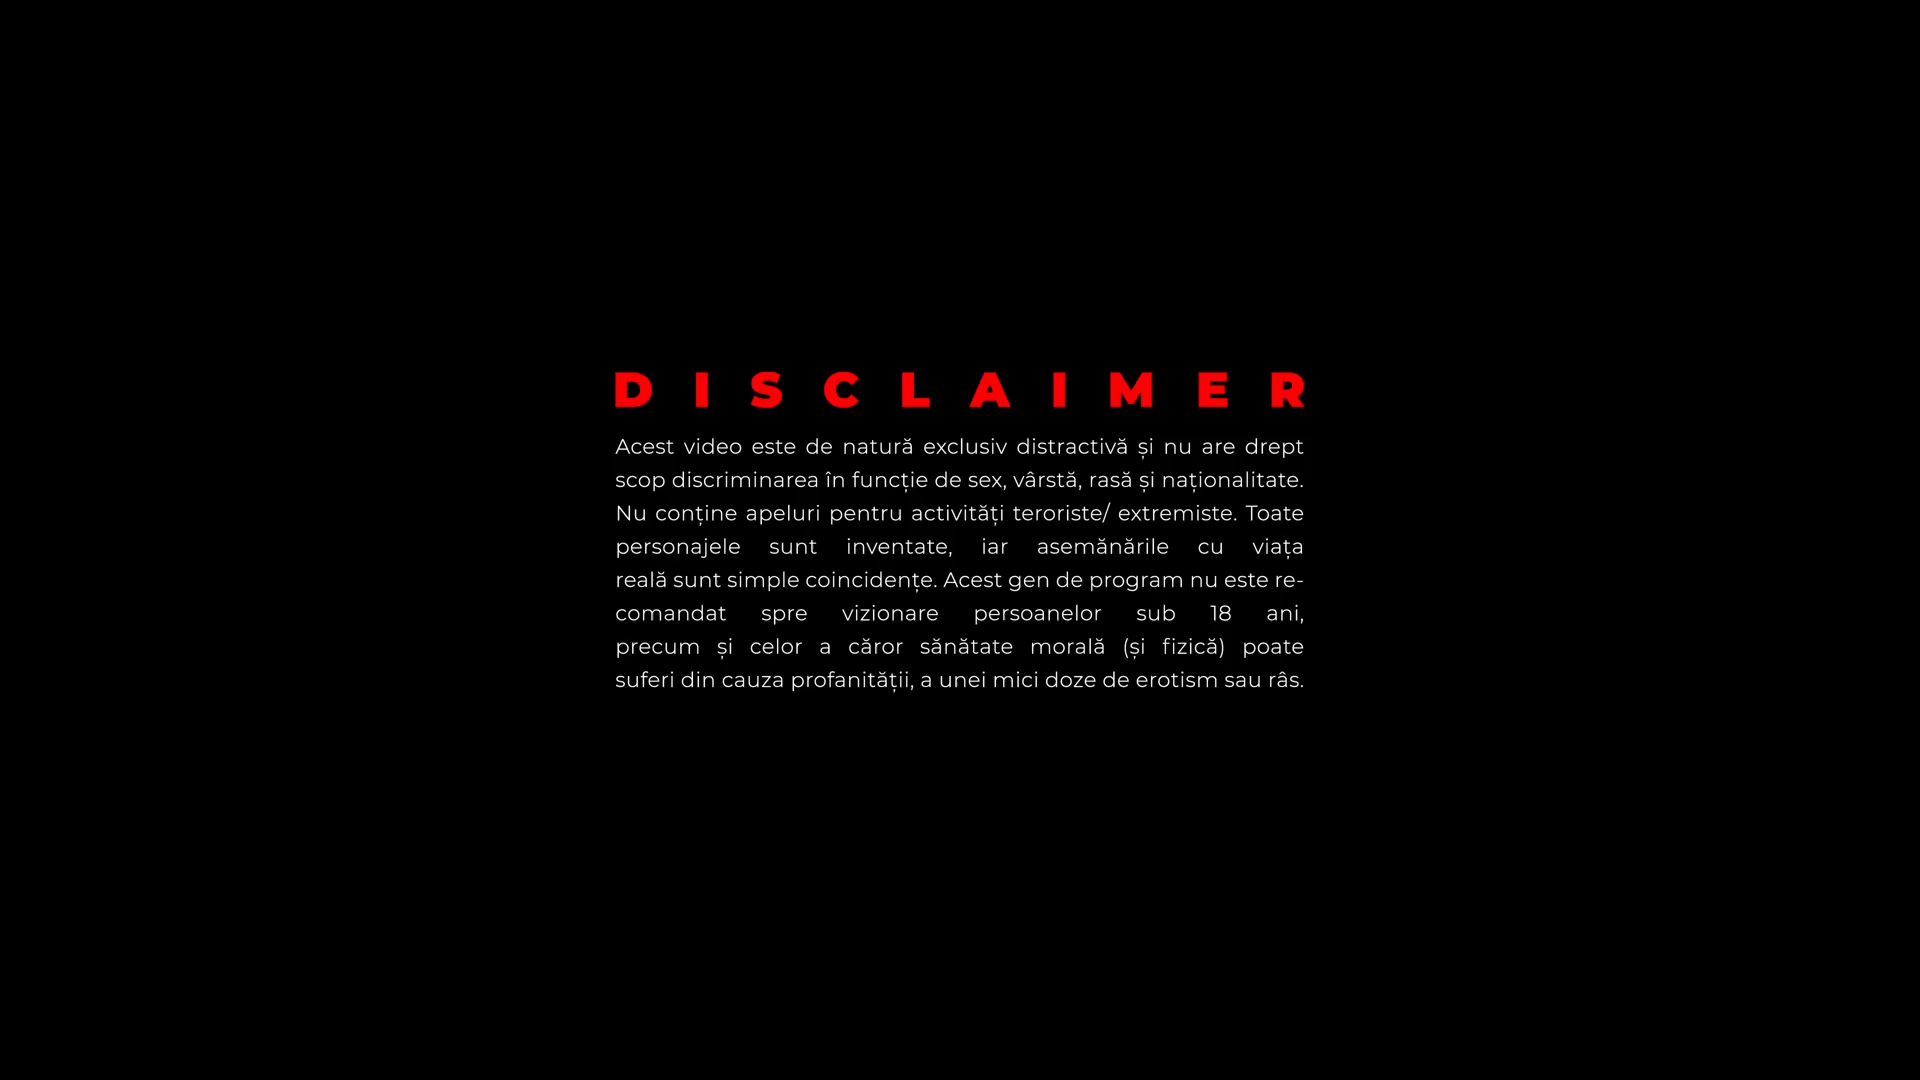 DISCLAIMER
Acest video este de natură exclusiv distractivă și nu are drept
scop discriminarea în funcție de sex, vârstă, rasă și naționalitate.
Nu conține apeluri pentru activități teroriste/ extremiste. Toate
personajele sunt inventate, iar asemănările cu viața
reală sunt simple coincidențe. Acest gen de program nu este re-
comandat spre vizionare persoanelor sub 18 ani,
precum și celor a căror sănătate morală (și fizică) poate
suferi din cauza profanității, a unei mici doze de erotism sau râs.